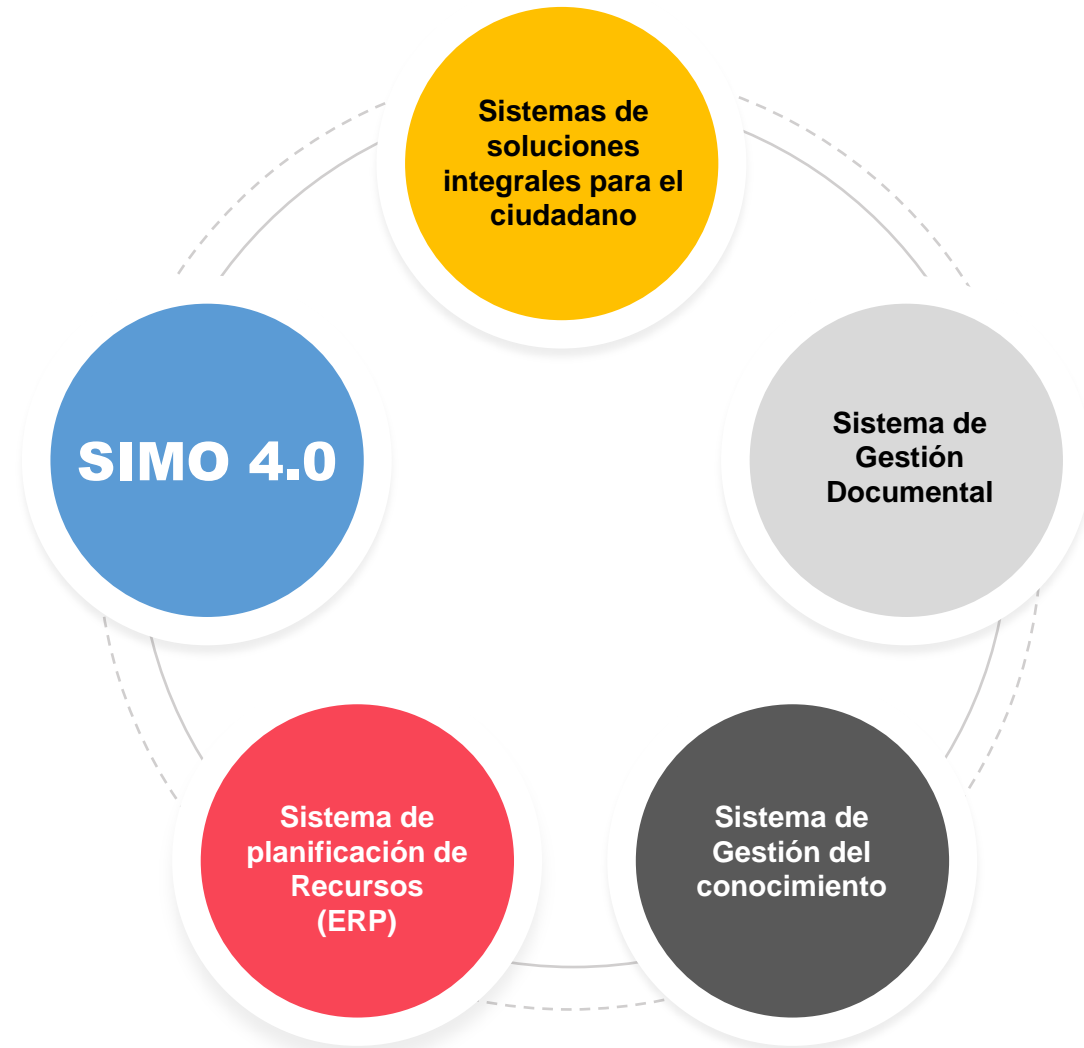 Sistemas de
soluciones
integrales para el
ciudadano
SIMO 4.0
Sistema de
Gestión
Documental
Sistema de
planificación de
Recursos
(ERP)
Sistema de
Gestión del
conocimiento